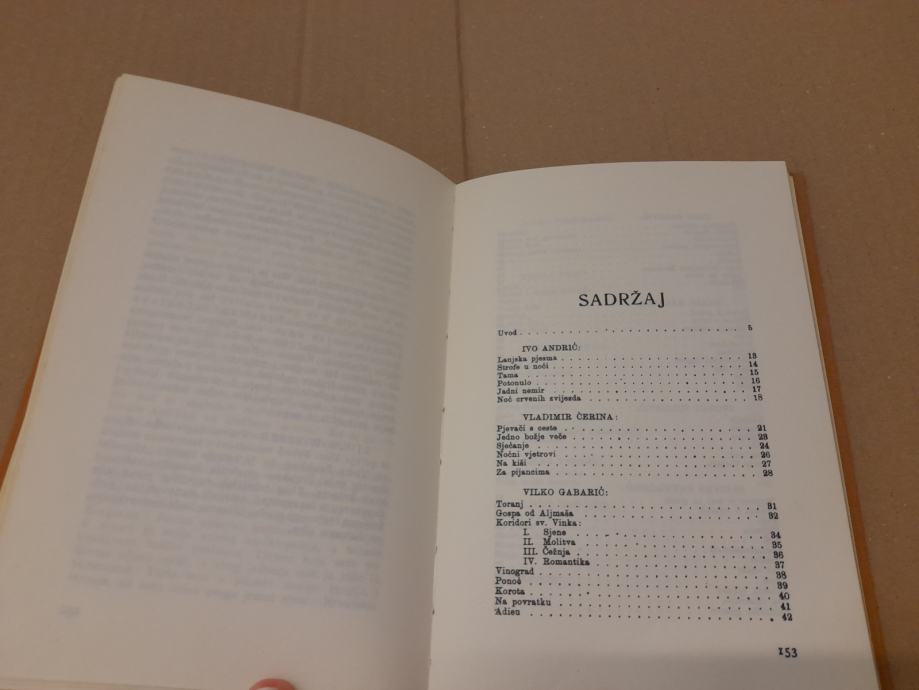 SADRŽAJ
Uvod . . . . . . . . . . . . . . . . . . . . 5
IVO ANDRIĆ:
Lanjska pjesma . . . . . . . . . . . . . . . . 13
Strofe u noći . . . . . . . . . . . . . . . . 14
Tama . . . . . . . . . . . . . . . . . . . . 15
Potonulo . . . . . . . . . . . . . . . . . . 16
Jadni nemir . . . . . . . . . . . . . . . . . 17
Noć crvenih zvijezda . . . . . . . . . . . . . 18
VLADIMIR ČERINA:
Pjevači s ceste . . . . . . . . . . . . . . . 21
Jedno božje veče . . . . . . . . . . . . . . . 23
Sjećanje . . . . . . . . . . . . . . . . . . 24
Noćni vjetrovi . . . . . . . . . . . . . . . . 26
Na kiši . . . . . . . . . . . . . . . . . . . 27
Za pijancima . . . . . . . . . . . . . . . . . 28
VILKO GABARIĆ:
Toranj . . . . . . . . . . . . . . . . . . . 31
Gospa od Aljmaša . . . . . . . . . . . . . . . 32
Koridori sv. Vinka:
I. Sjene . . . . . . . . . . . . . . . . . . 34
II. Molitva . . . . . . . . . . . . . . . . . 35
III. Čežnja . . . . . . . . . . . . . . . . . 36
IV. Romantika . . . . . . . . . . . . . . . . 37
Vinograd . . . . . . . . . . . . . . . . . . 38
Ponoć . . . . . . . . . . . . . . . . . . . . 39
Korota . . . . . . . . . . . . . . . . . . . 40
Na povratku . . . . . . . . . . . . . . . . . 41
Adieu . . . . . . . . . . . . . . . . . . . . 42
153